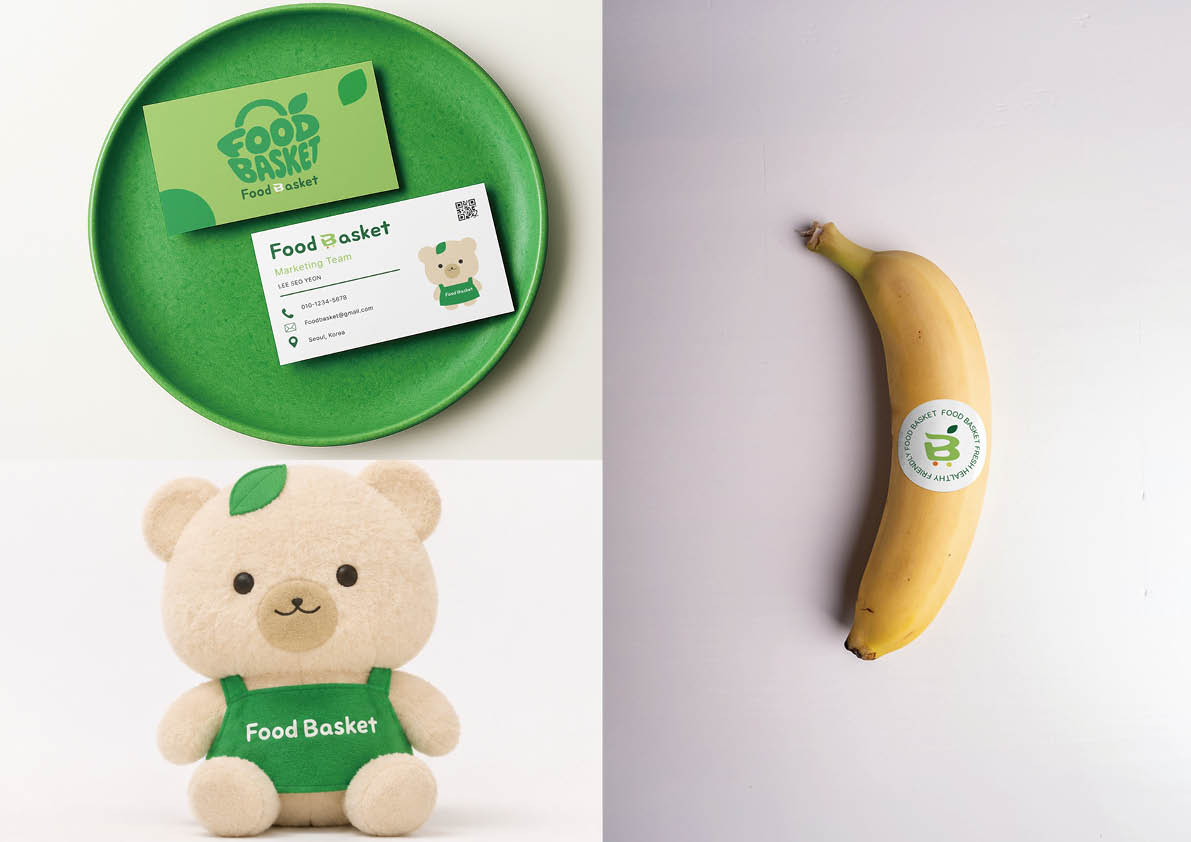 FOOD
BASKET
Food Basket
Food Basket
Marketing Team
LEE SEO YEON
010-1234-5678
Foodbasket@gmail.com
Seoul, Korea
Food Basket
Food Basket
FOOD BASKET FOOD BASKET FRESH HEALTHY FRIENDLY
B